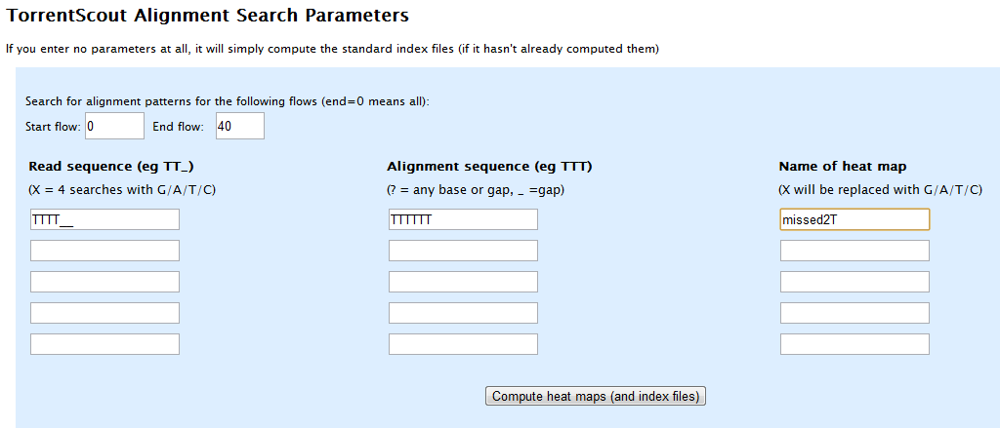 TorrentScout Alignment Search Parameters
If you enter no parameters at all, it will simply compute the standard index files (if it hasn't already computed them)
Search for alignment patterns for the following flows (end=0 means all):
Start flow: 0 End flow: 40
Read sequence (eg TT_) Alignment sequence (eg TTT) Name of heat map
(X = 4 searches with G/A/T/C) (? = any base or gap, _ =gap) (X will be replaced with G/A/T/C)
TTTT__ TTTTTT missed2T
Compute heat maps (and index files)